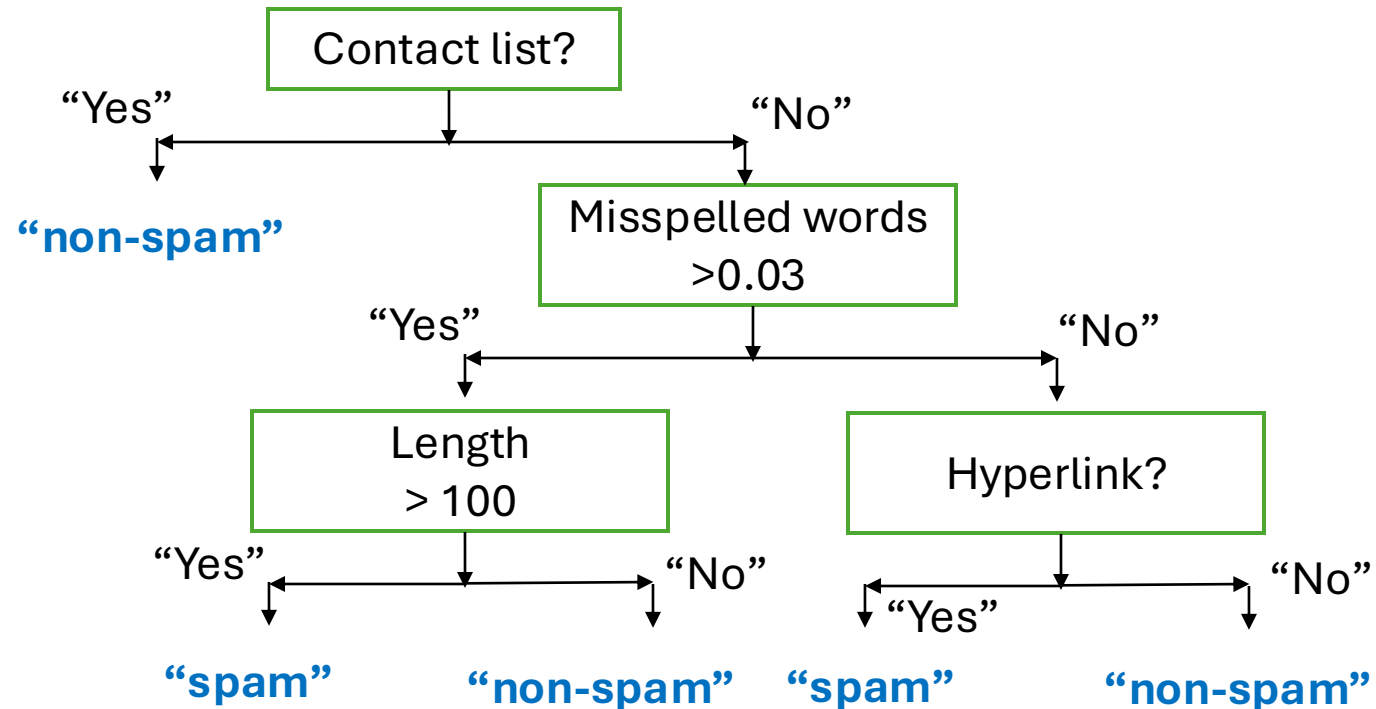 Contact list?
“Yes”
“No”
“non-spam”
Misspelled words
>0.03
“Yes”
“No”
Length
> 100
Hyperlink?
“Yes”
“No”
“Yes”
“No”
“spam”
“non-spam”
“spam”
“non-spam”